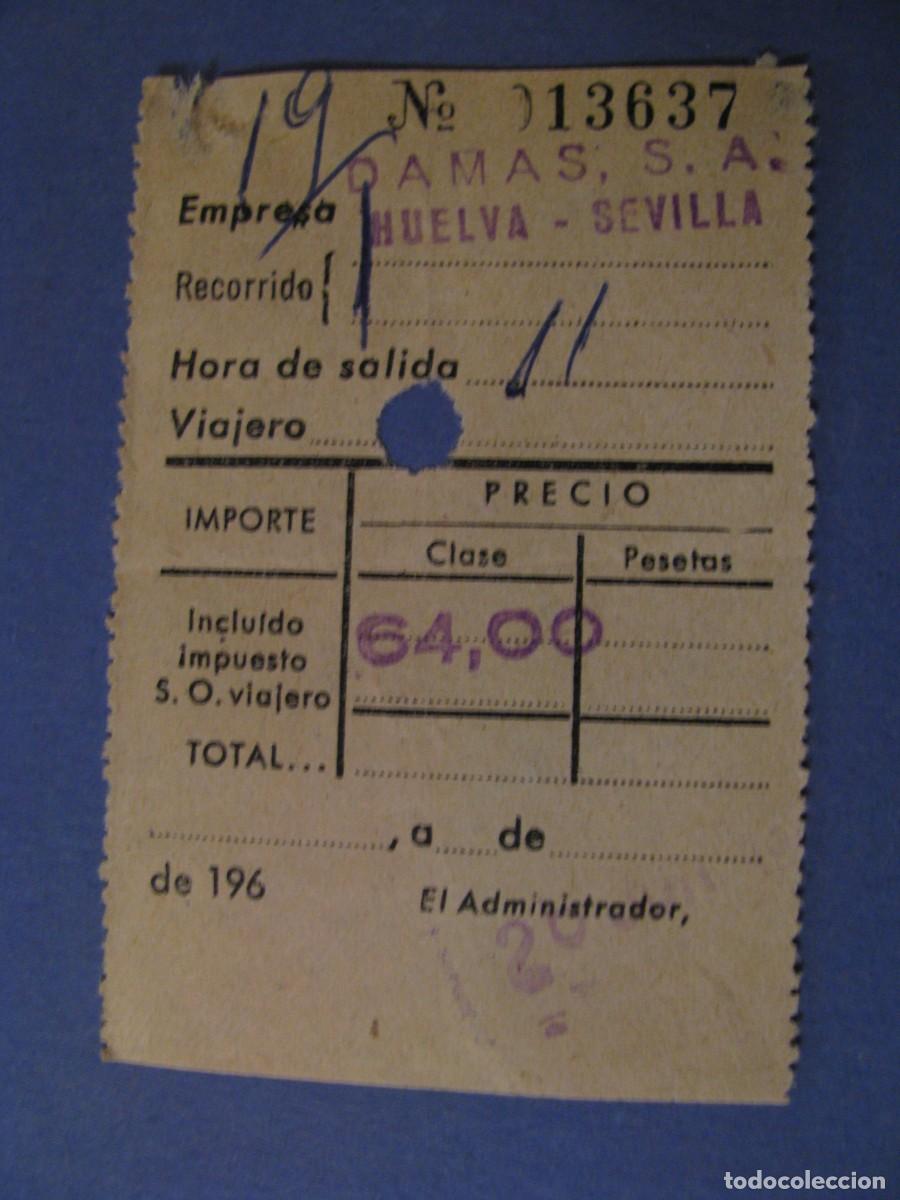 19
Nº 013637
DAMAS, S. A.
Empresa
HUELVA - SEVILLA
Recorrido
Hora de salida 11
Viajero
IMPORTE
PRECIO
Clase
Pesetas
Incluído
impuesto
S. O. viajero
64,00
TOTAL...
, a de
de 196
El Administrador,
todocoleccion